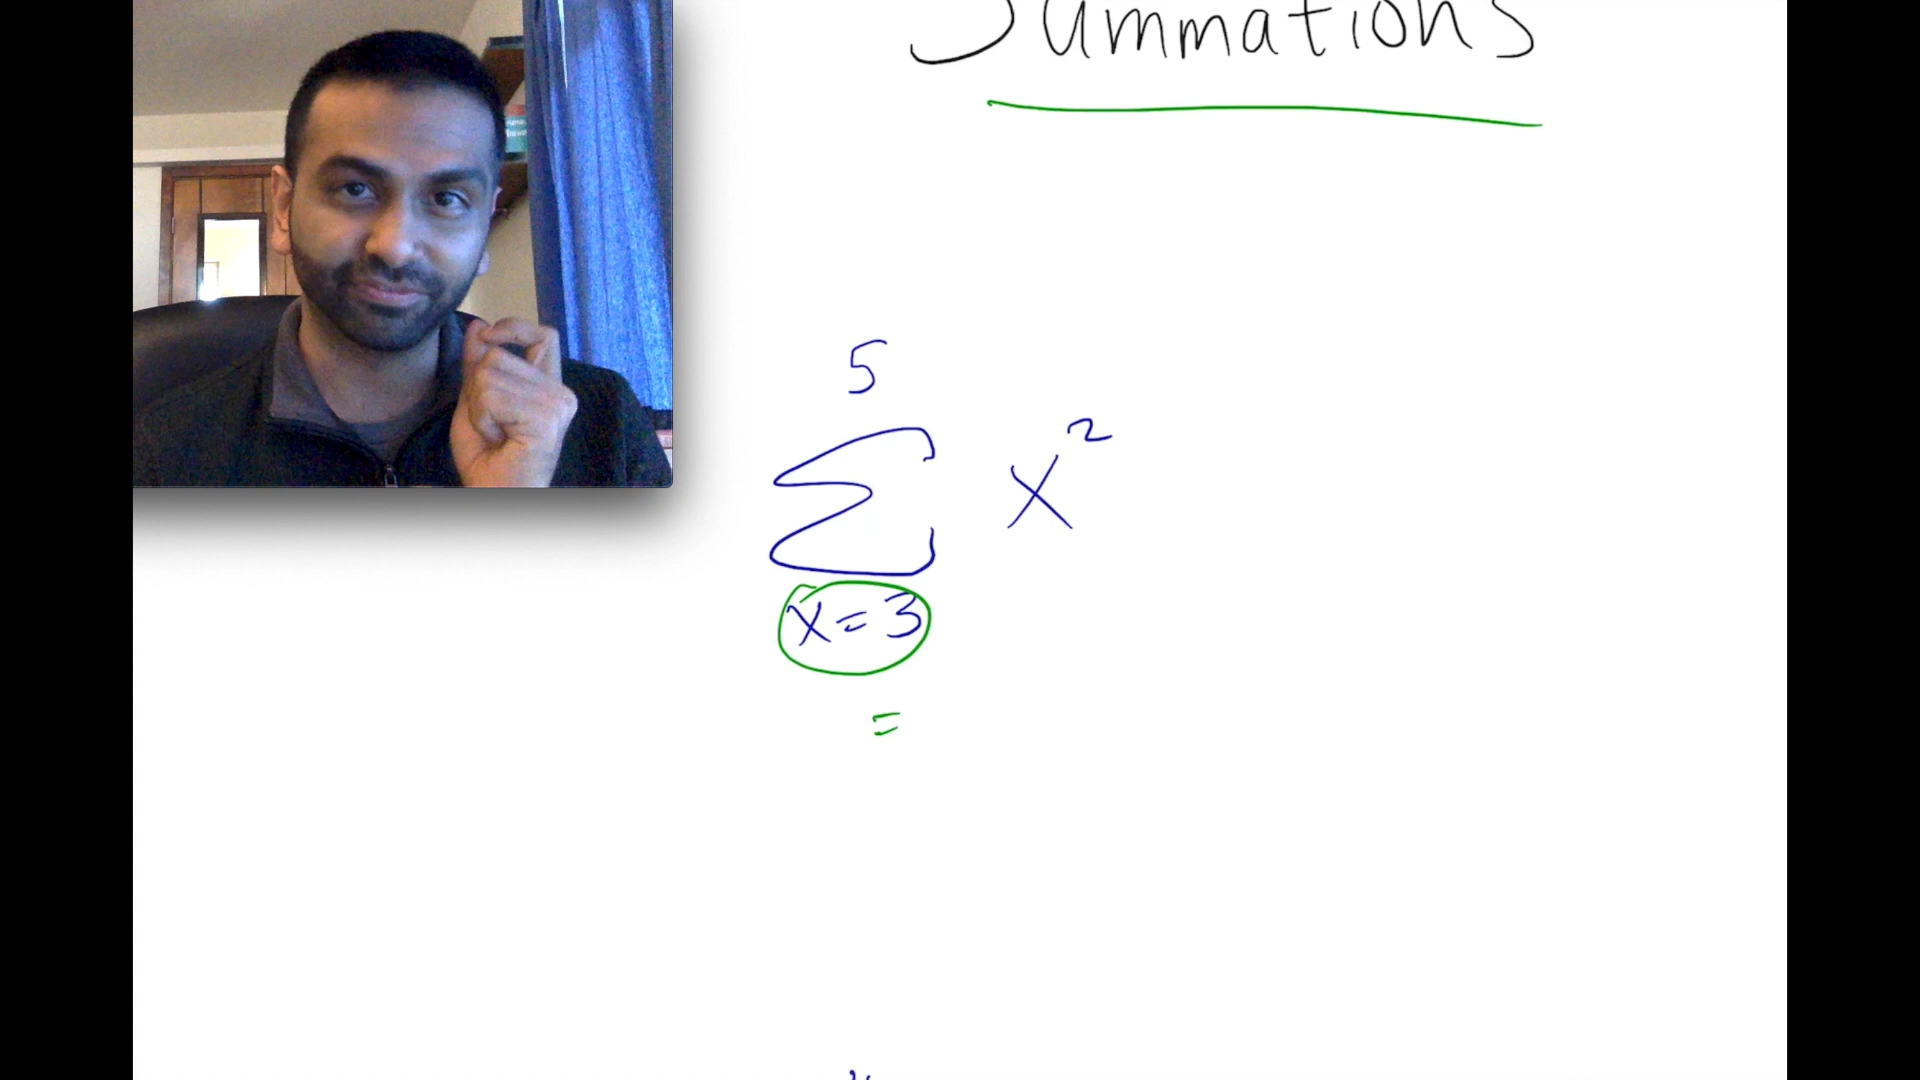 Summations
5
Σ x²
x = 3
=